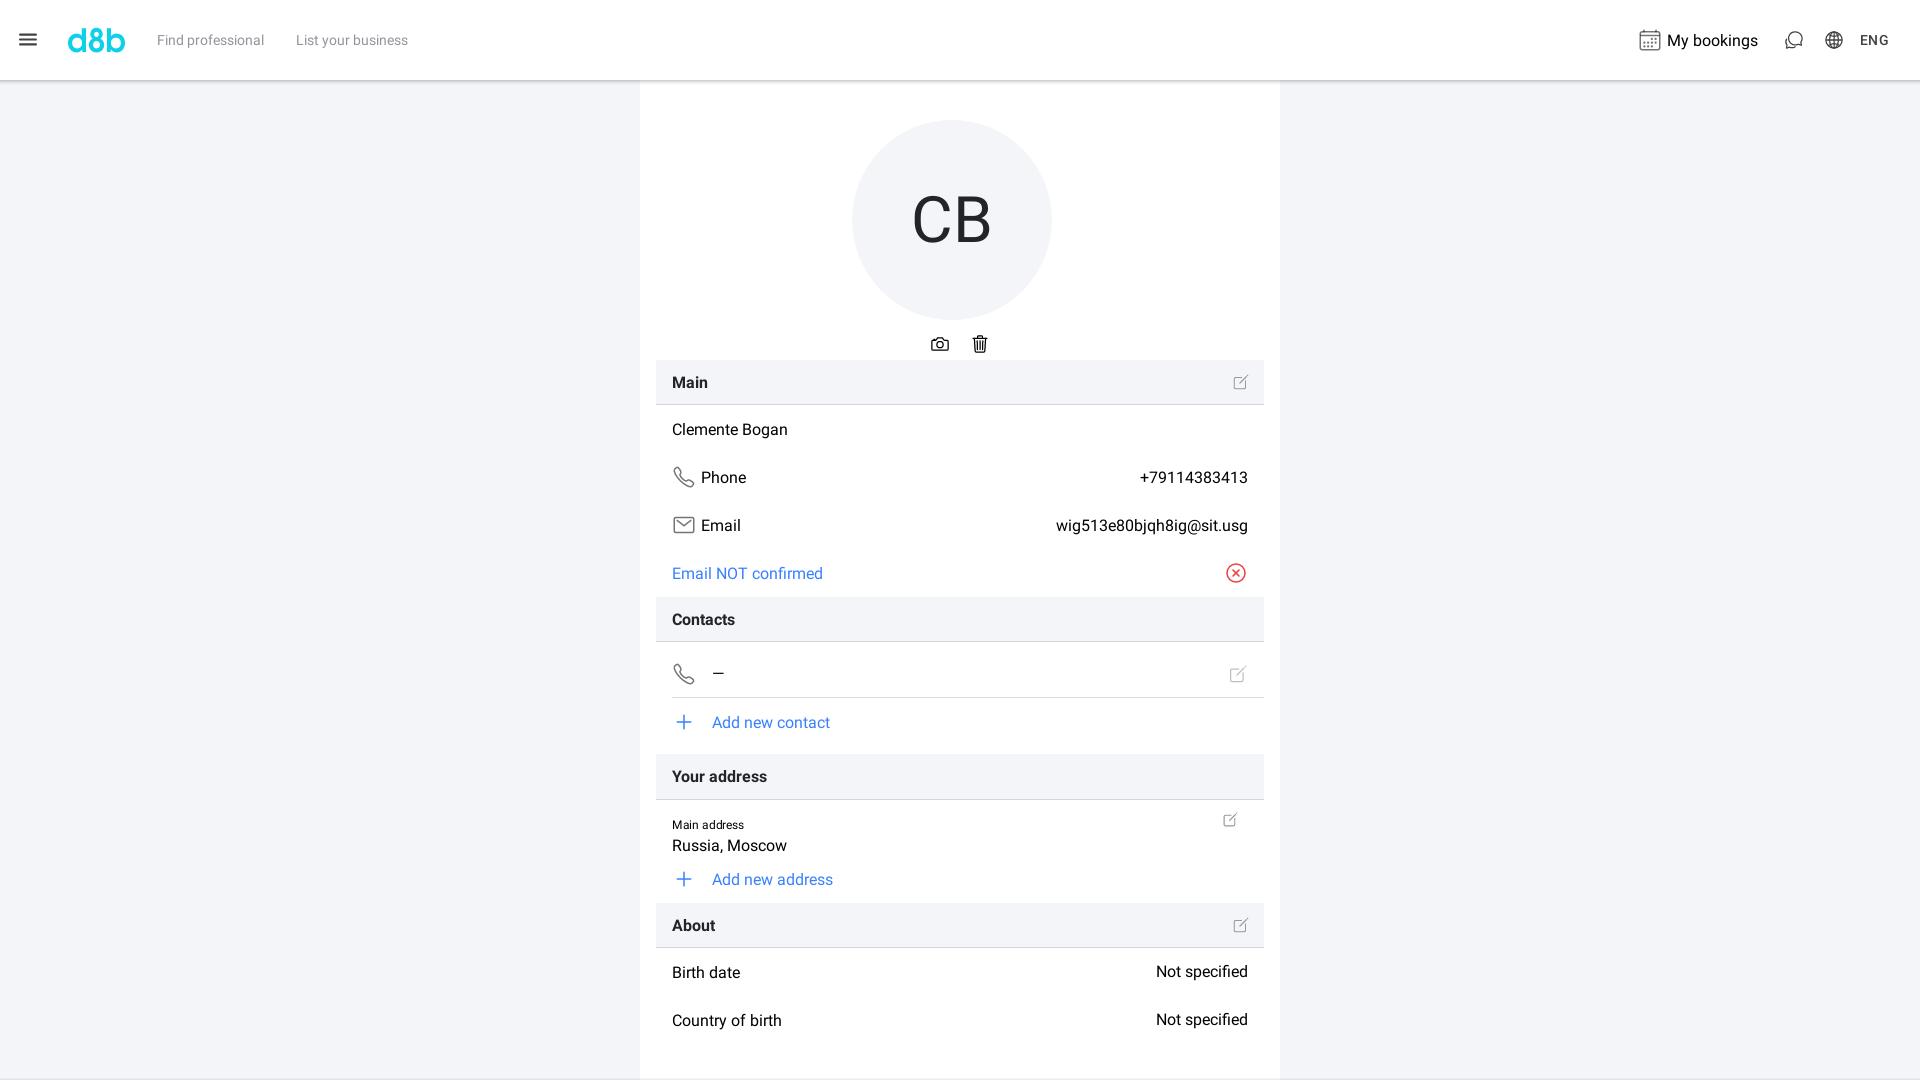 d8b
Find professional
List your business
My bookings
ENG
CB
Main
Clemente Bogan
Phone
+79114383413
Email
wig513e80bjqh8ig@sit.usg
Email NOT confirmed
Contacts
–
Add new contact
Your address
Main address
Russia, Moscow
Add new address
About
Birth date
Not specified
Country of birth
Not specified